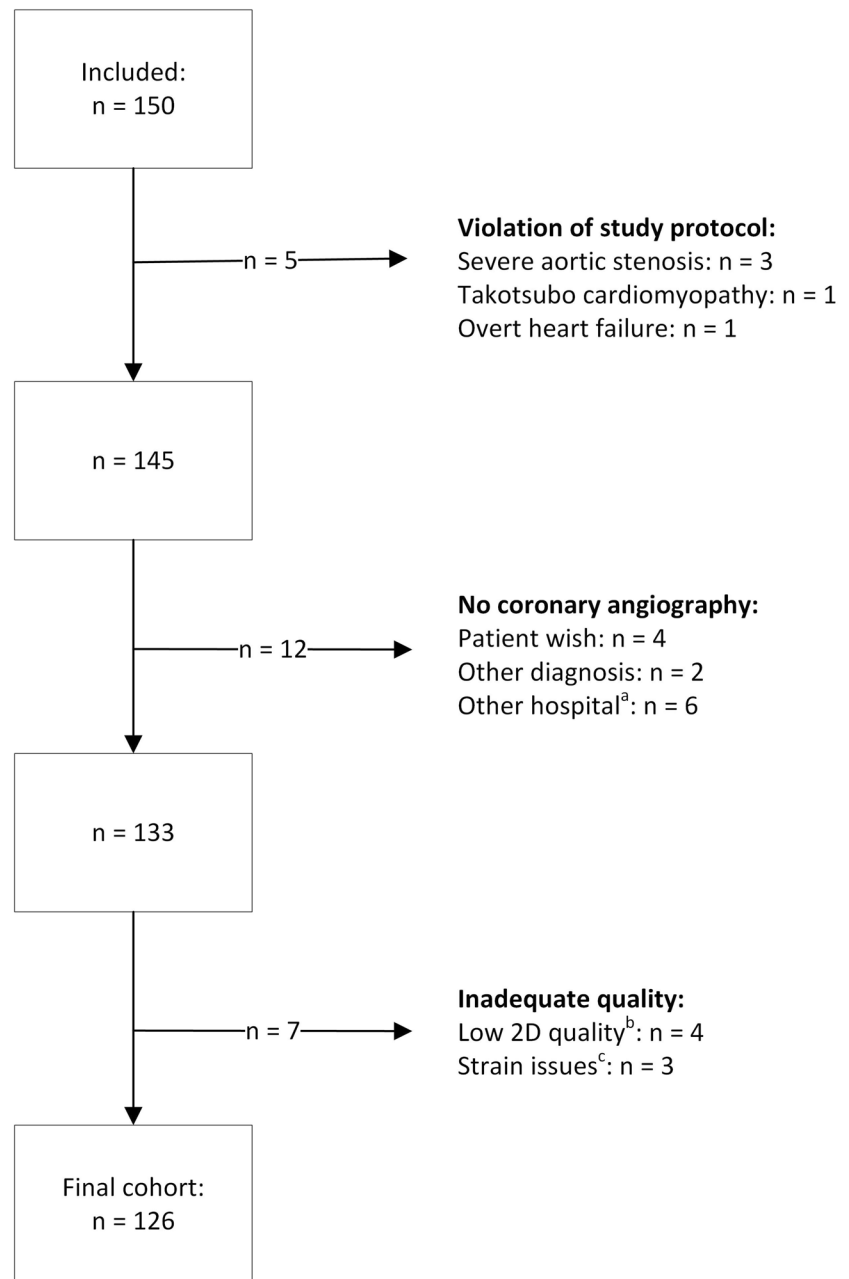 Included:
n = 150
n = 5
Violation of study protocol:
Severe aortic stenosis: n = 3
Takotsubo cardiomyopathy: n = 1
Overt heart failure: n = 1
n = 145
n = 12
No coronary angiography:
Patient wish: n = 4
Other diagnosis: n = 2
Other hospitalᵃ: n = 6
n = 133
n = 7
Inadequate quality:
Low 2D qualityᵇ: n = 4
Strain issuesᶜ: n = 3
Final cohort:
n = 126